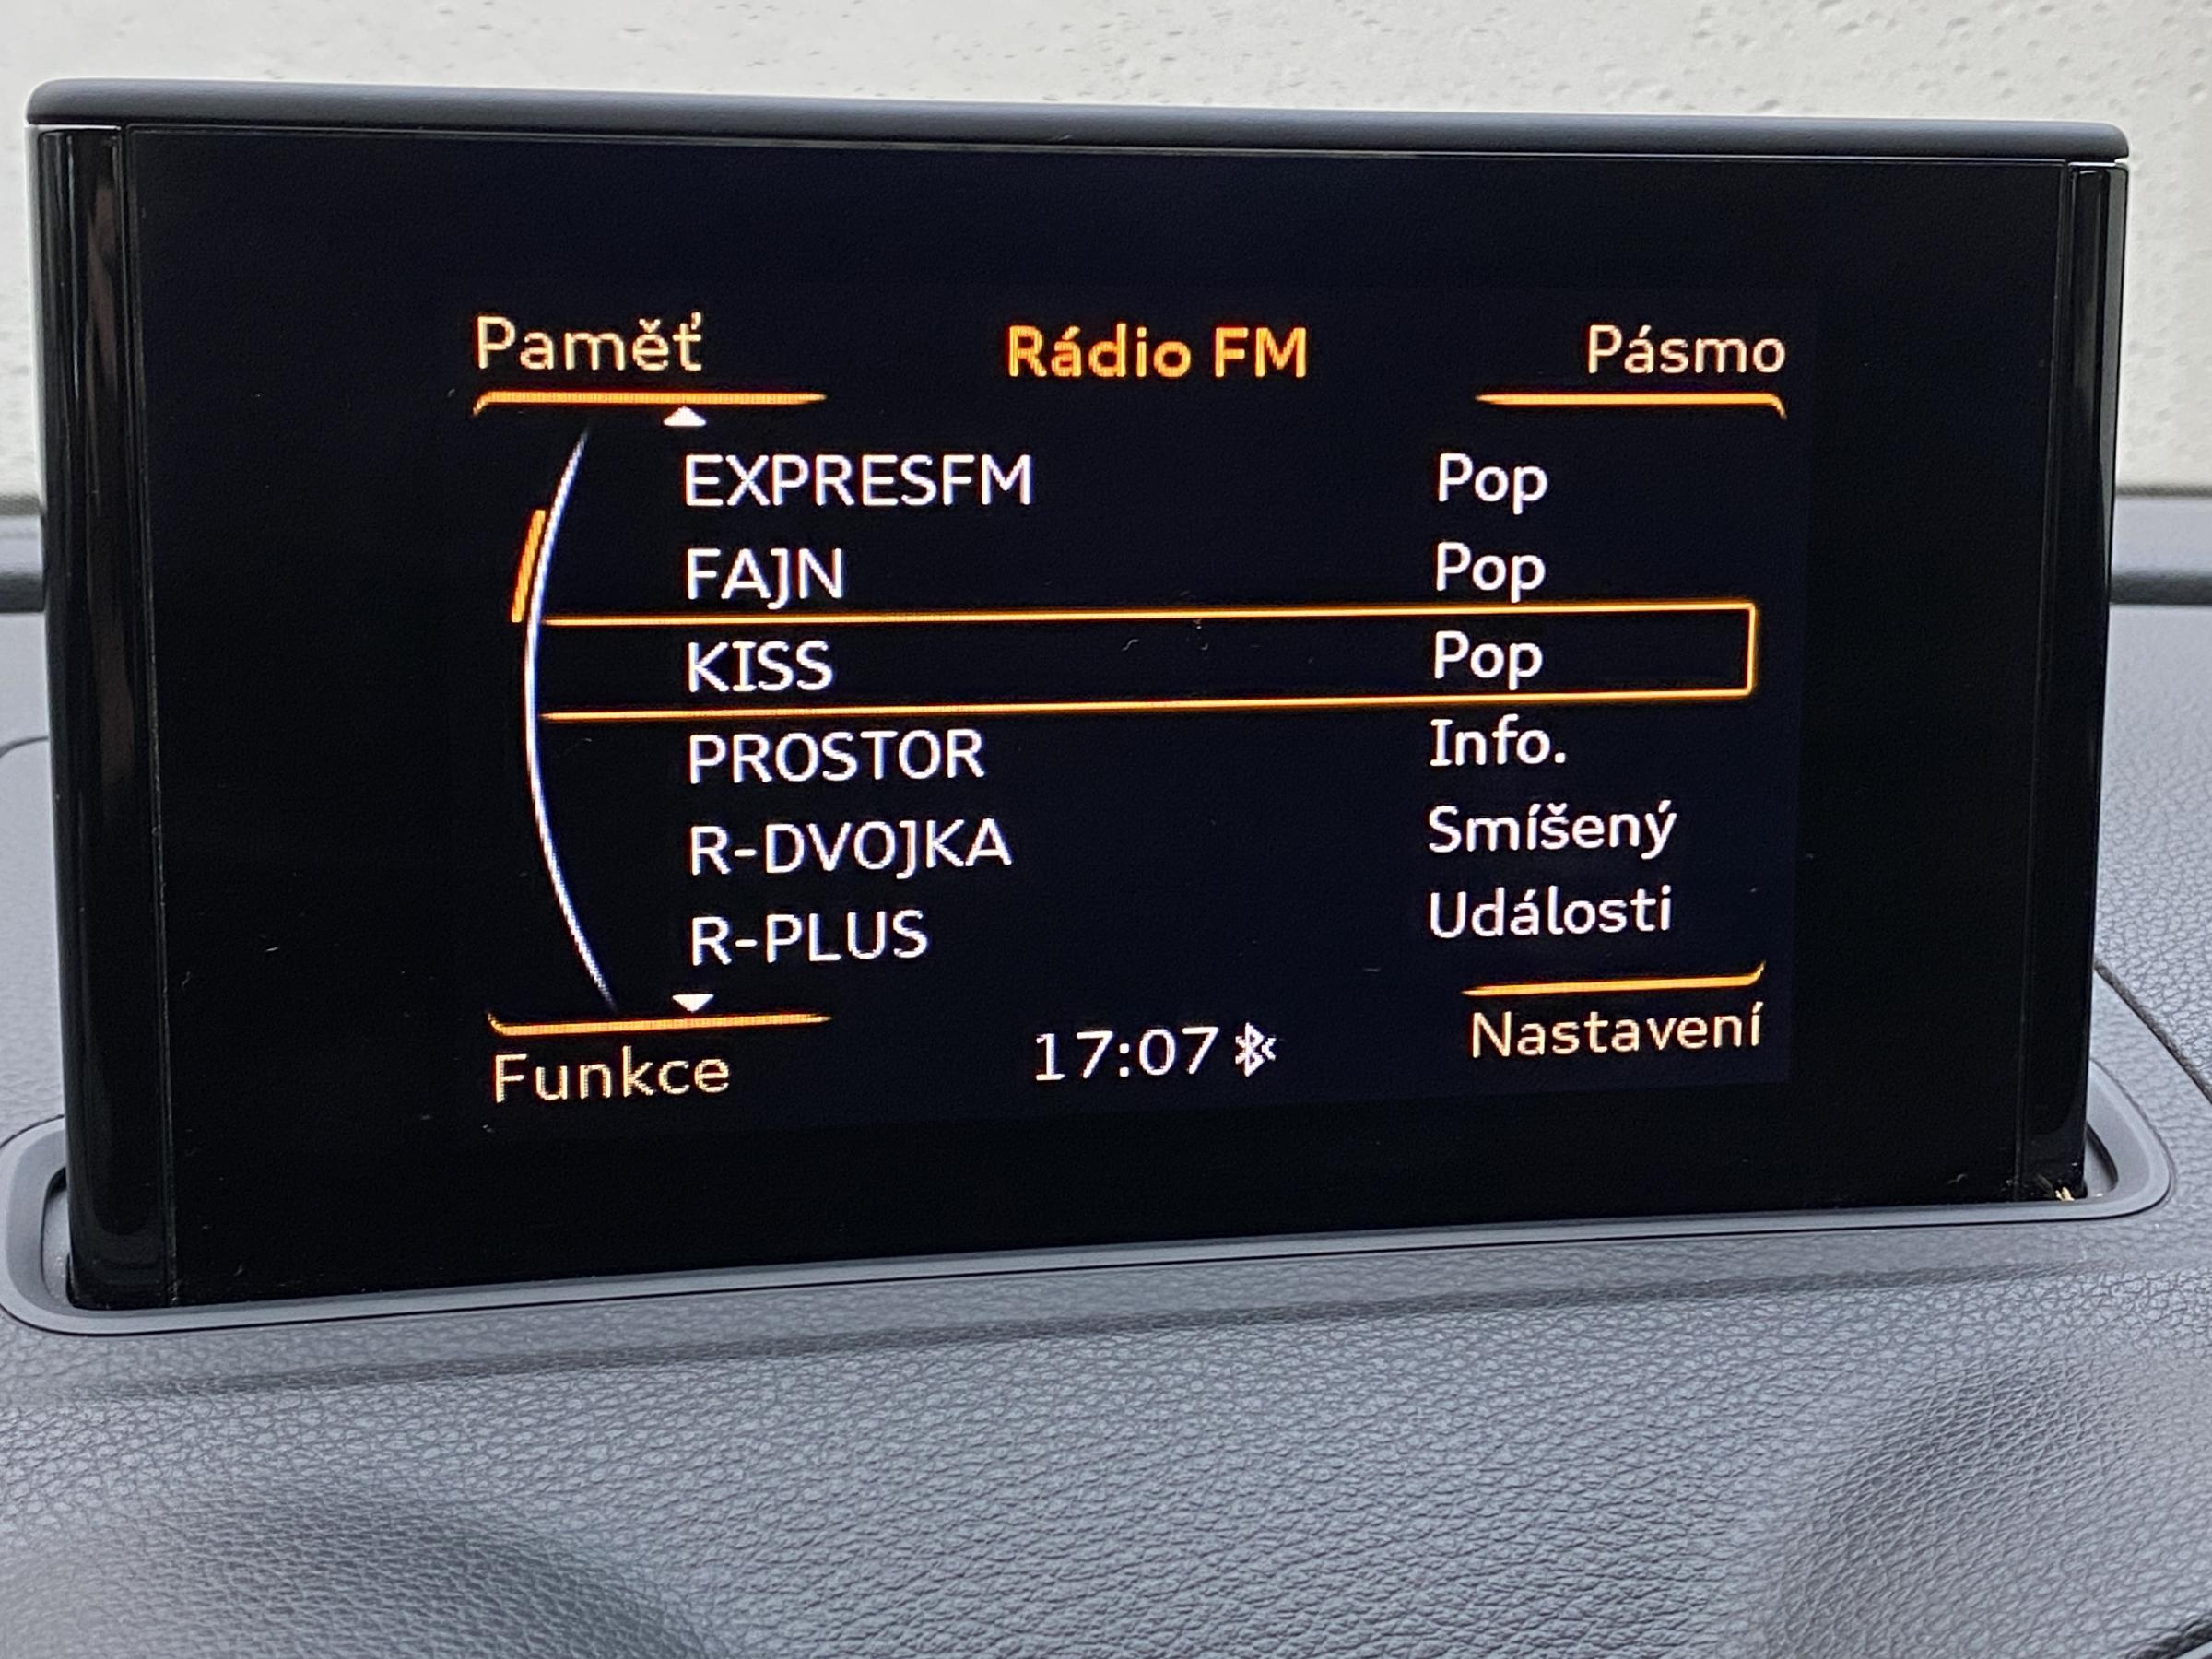 Paměť Rádio FM Pásmo
EXPRESFM Pop
FAJN Pop
KISS Pop
PROSTOR Info.
R-DVOJKA Smíšený
R-PLUS Události
Funkce 17:07 Nastavení